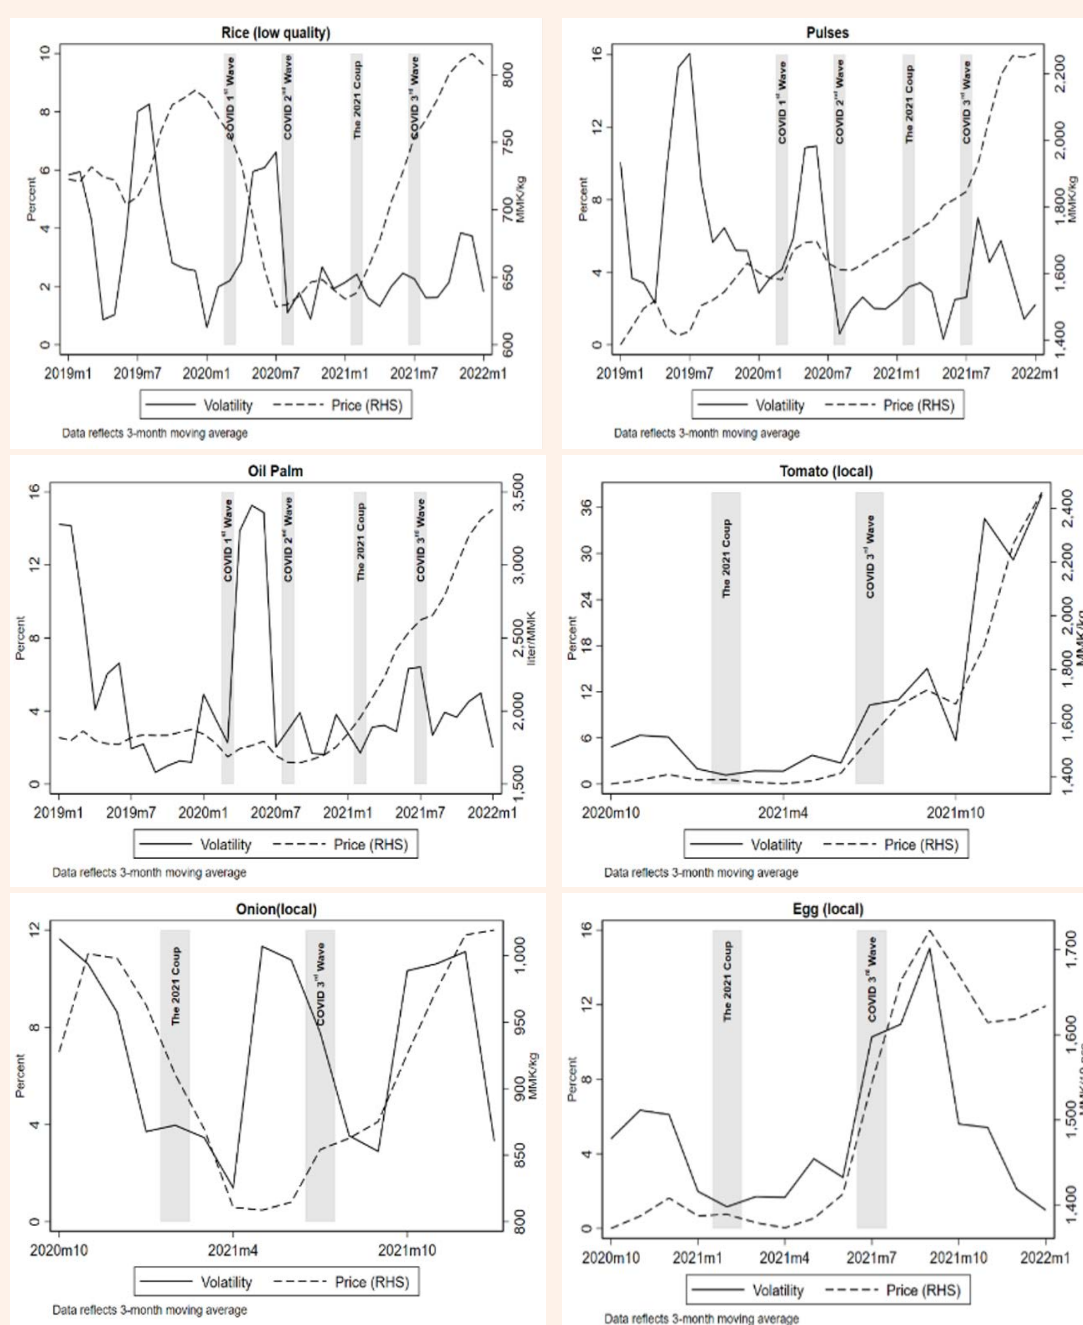 Rice (low quality)
10
8
6
4
2
0
Percent
COVID 1st Wave
COVID 2nd Wave
The 2021 Coup
COVID 3rd Wave
800
750
700
650
600
MMK/kg
2019m1 2019m7 2020m1 2020m7 2021m1 2021m7 2022m1
Volatility Price (RHS)
Data reflects 3-month moving average
Pulses
16
12
8
4
0
Percent
COVID 1st Wave
COVID 2nd Wave
The 2021 Coup
COVID 3rd Wave
2,200
2,000
1,800
1,600
1,400
MMK/kg
2019m1 2019m7 2020m1 2020m7 2021m1 2021m7 2022m1
Volatility Price (RHS)
Data reflects 3-month moving average
Oil Palm
16
12
8
4
0
Percent
COVID 1st Wave
COVID 2nd Wave
The 2021 Coup
COVID 3rd Wave
3,500
3,000
2,500
2,000
1,500
liter/MMK
2019m1 2019m7 2020m1 2020m7 2021m1 2021m7 2022m1
Volatility Price (RHS)
Data reflects 3-month moving average
Tomato (local)
36
30
24
18
12
6
0
Percent
The 2021 Coup
COVID 3rd Wave
2,400
2,200
2,000
1,800
1,600
1,400
MMK/kg
2020m10 2021m4 2021m10
Volatility Price (RHS)
Data reflects 3-month moving average
Onion(local)
12
8
4
0
Percent
The 2021 Coup
COVID 3rd Wave
1,000
950
900
850
800
MMK/kg
2020m10 2021m4 2021m10
Volatility Price (RHS)
Data reflects 3-month moving average
Egg (local)
16
12
8
4
0
Percent
The 2021 Coup
COVID 3rd Wave
1,700
1,600
1,500
1,400
2020m10 2021m1 2021m4 2021m7 2021m10 2022m1
Volatility Price (RHS)
Data reflects 3-month moving average